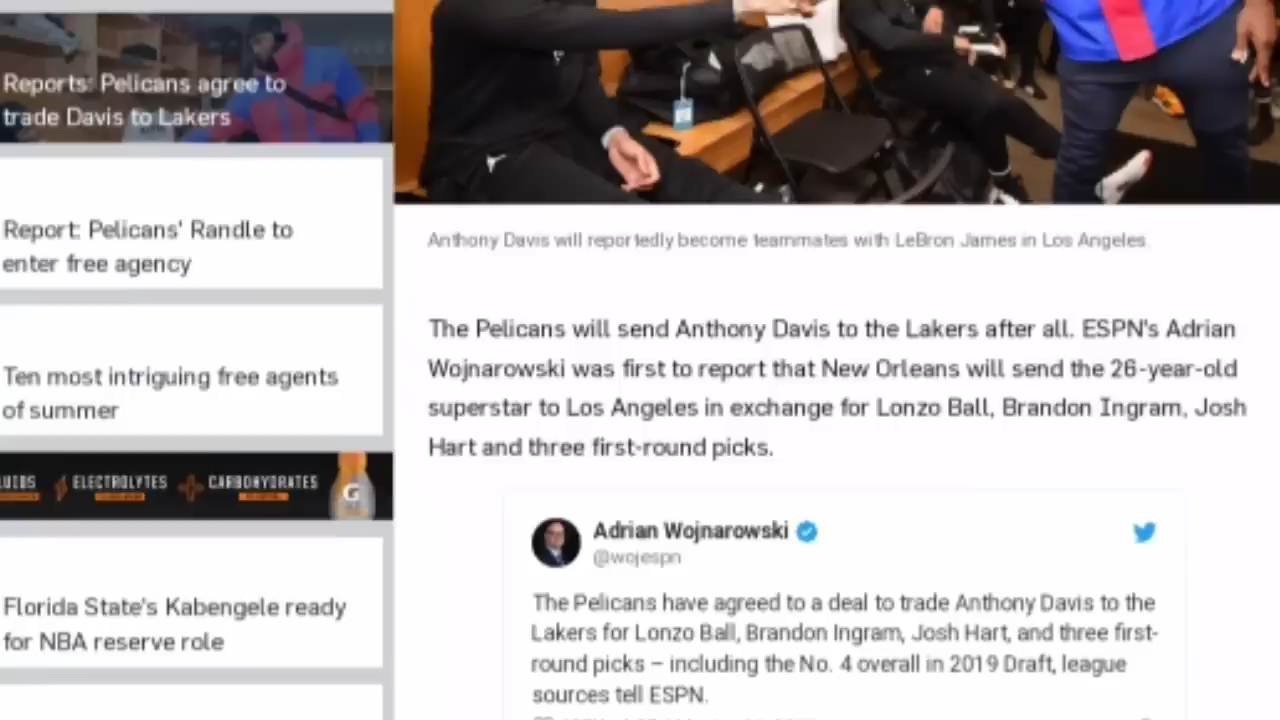 Reports: Pelicans agree to
trade Davis to Lakers
Report: Pelicans' Randle to
enter free agency
Ten most intriguing free agents
of summer
ELECTROLYTES
CARBOHYDRATES
G
Florida State's Kabengele ready
for NBA reserve role
Anthony Davis will reportedly become teammates with LeBron James in Los Angeles.
The Pelicans will send Anthony Davis to the Lakers after all. ESPN's Adrian
Wojnarowski was first to report that New Orleans will send the 26-year-old
superstar to Los Angeles in exchange for Lonzo Ball, Brandon Ingram, Josh
Hart and three first-round picks.
Adrian Wojnarowski
@wojespn
The Pelicans have agreed to a deal to trade Anthony Davis to the
Lakers for Lonzo Ball, Brandon Ingram, Josh Hart, and three first-
round picks – including the No. 4 overall in 2019 Draft, league
sources tell ESPN.